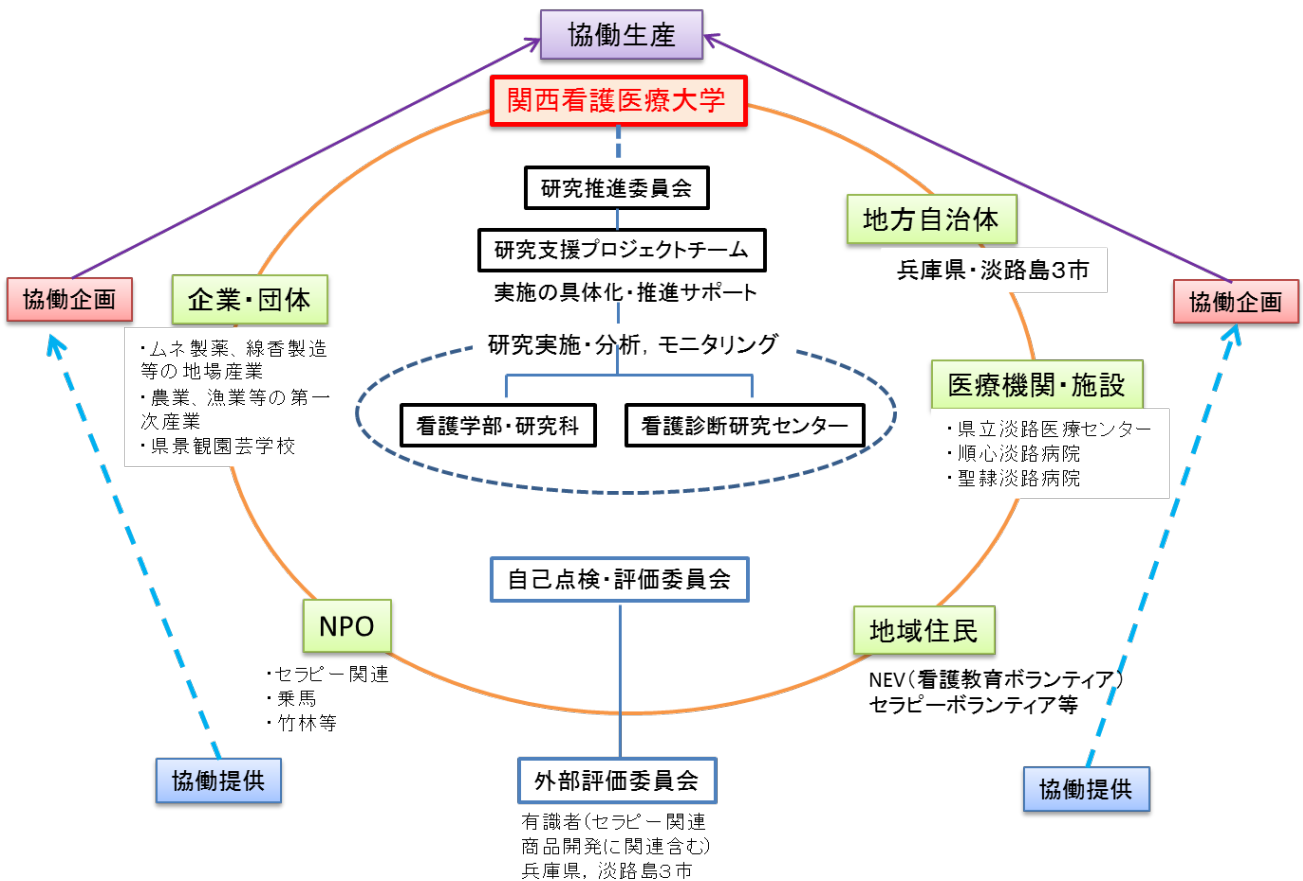 協働生産
関西看護医療大学
研究推進委員会
研究支援プロジェクトチーム
実施の具体化・推進サポート
研究実施・分析, モニタリング
看護学部・研究科
看護診断研究センター
地方自治体
兵庫県・淡路島3市
協働企画
企業・団体
・ムネ製薬、線香製造
等の地場産業
・農業、漁業等の第一
次産業
・県景観園芸学校
協働企画
医療機関・施設
・県立淡路医療センター
・順心淡路病院
・聖隷淡路病院
自己点検・評価委員会
NPO
・セラピー関連
・乗馬
・竹林等
地域住民
NEV(看護教育ボランティア)
セラピーボランティア等
協働提供
外部評価委員会
有識者(セラピー関連
商品開発に関連含む)
兵庫県, 淡路島3市
協働提供